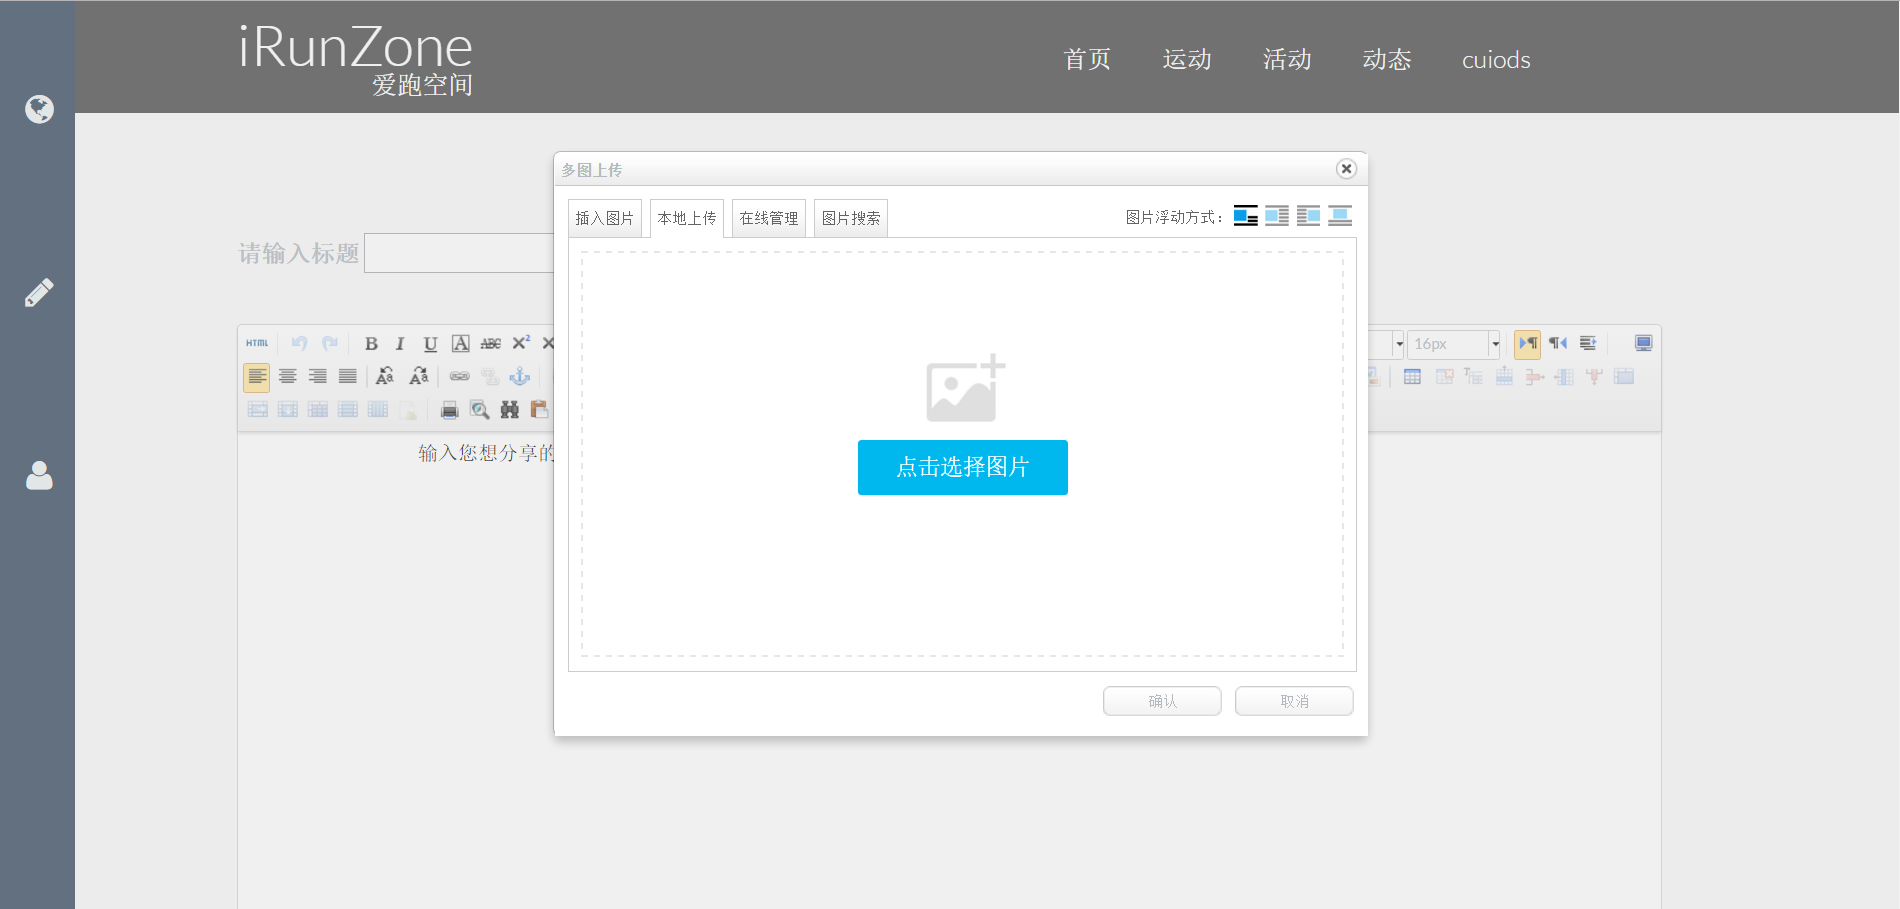 iRunZone
爱跑空间
首页 运动 活动 动态 cuiods
多图上传
插入图片 本地上传 在线管理 图片搜索 图片浮动方式：
请输入标题
HTML B I U A ABC X² 16px
输入您想分享的
点击选择图片
确认 取消